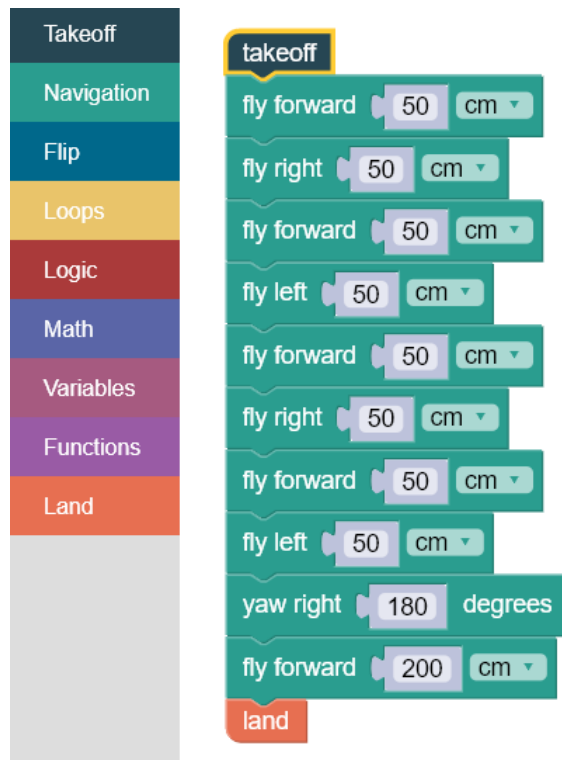 Takeoff
Navigation
Flip
Loops
Logic
Math
Variables
Functions
Land
takeoff
fly forward 50 cm
fly right 50 cm
fly forward 50 cm
fly left 50 cm
fly forward 50 cm
fly right 50 cm
fly forward 50 cm
fly left 50 cm
yaw right 180 degrees
fly forward 200 cm
land